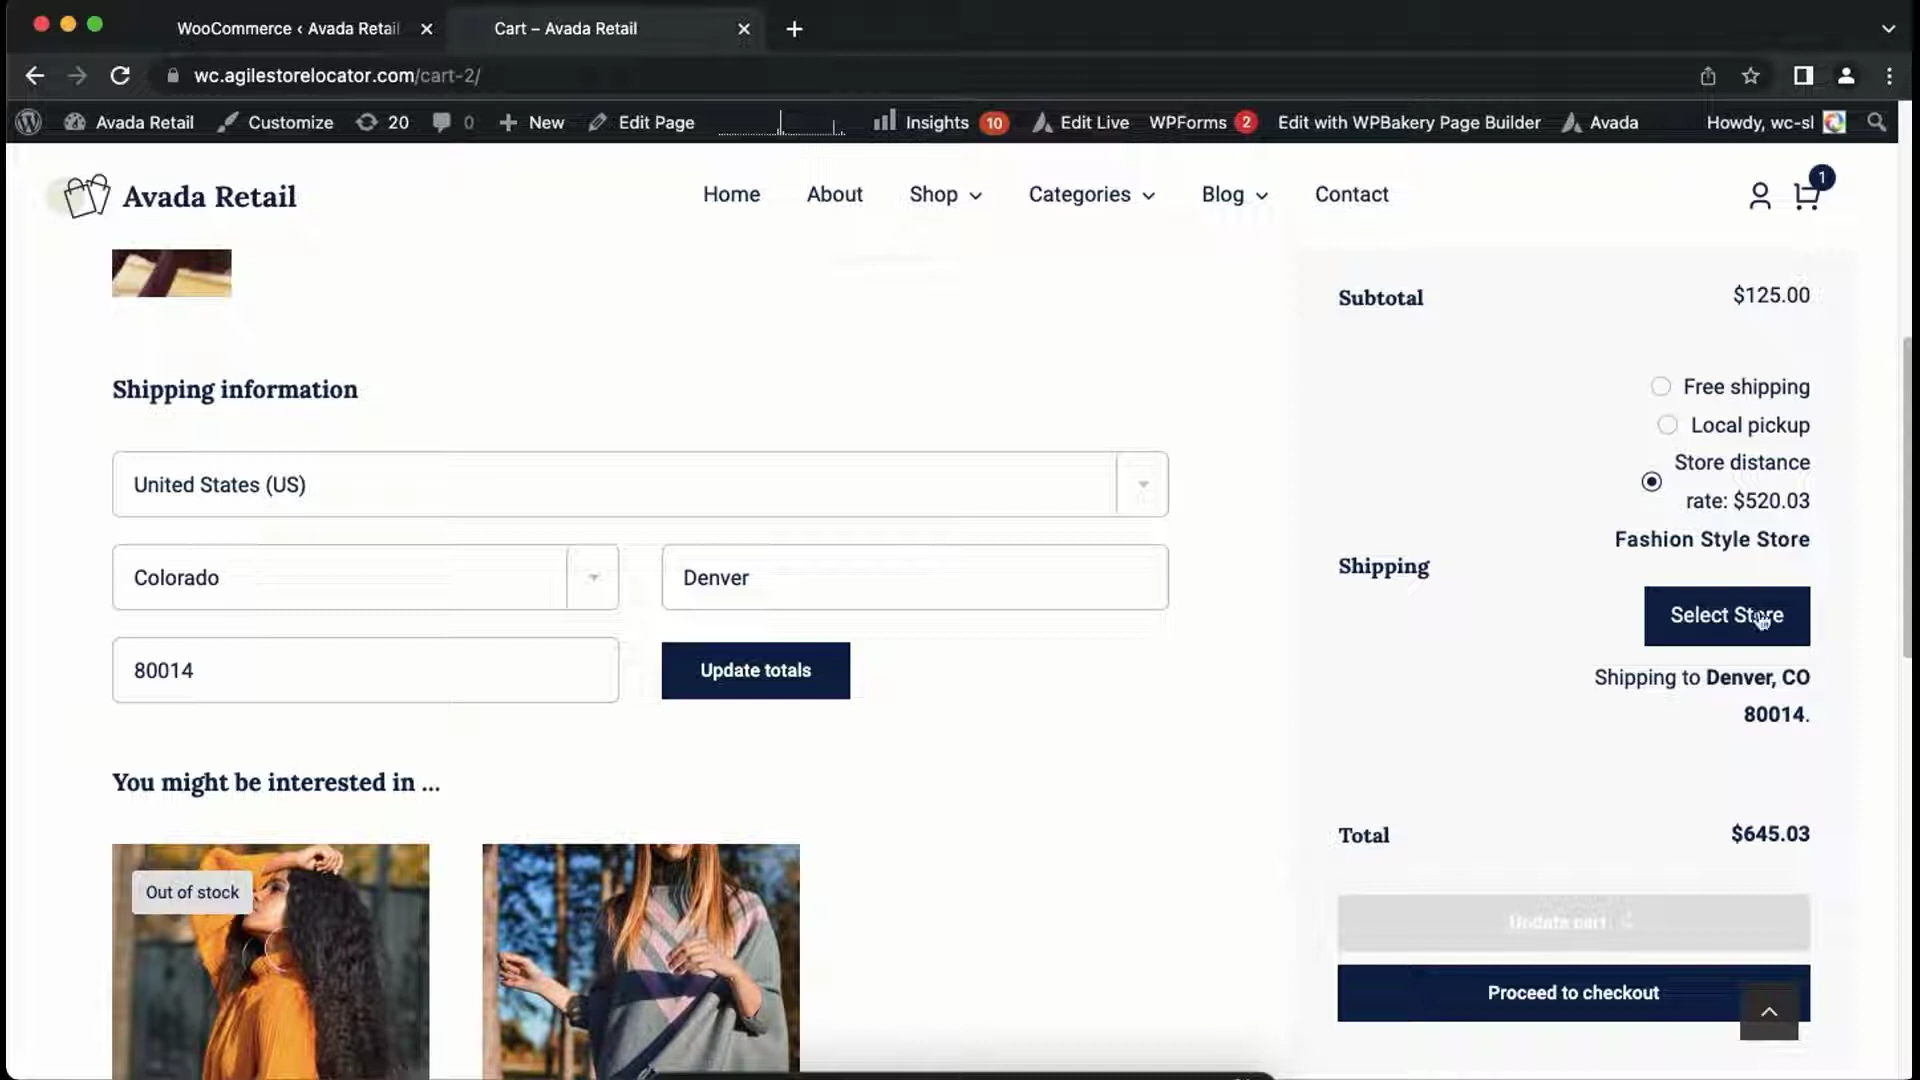 WooCommerce ‹ Avada Retail
Cart – Avada Retail
wc.agilestorelocator.com/cart-2/
Avada Retail
Customize
20
0
New
Edit Page
Insights 10
Edit Live
WPForms 2
Edit with WPBakery Page Builder
Avada
Howdy, wc-sl
Avada Retail
Home
About
Shop
Categories
Blog
Contact
1
Subtotal
$125.00
Shipping information
Free shipping
Local pickup
United States (US)
Store distance
rate: $520.03
Fashion Style Store
Shipping
Colorado
Denver
Select Store
80014
Update totals
Shipping to Denver, CO
80014.
You might be interested in ...
Total
$645.03
Out of stock
Update cart
Proceed to checkout